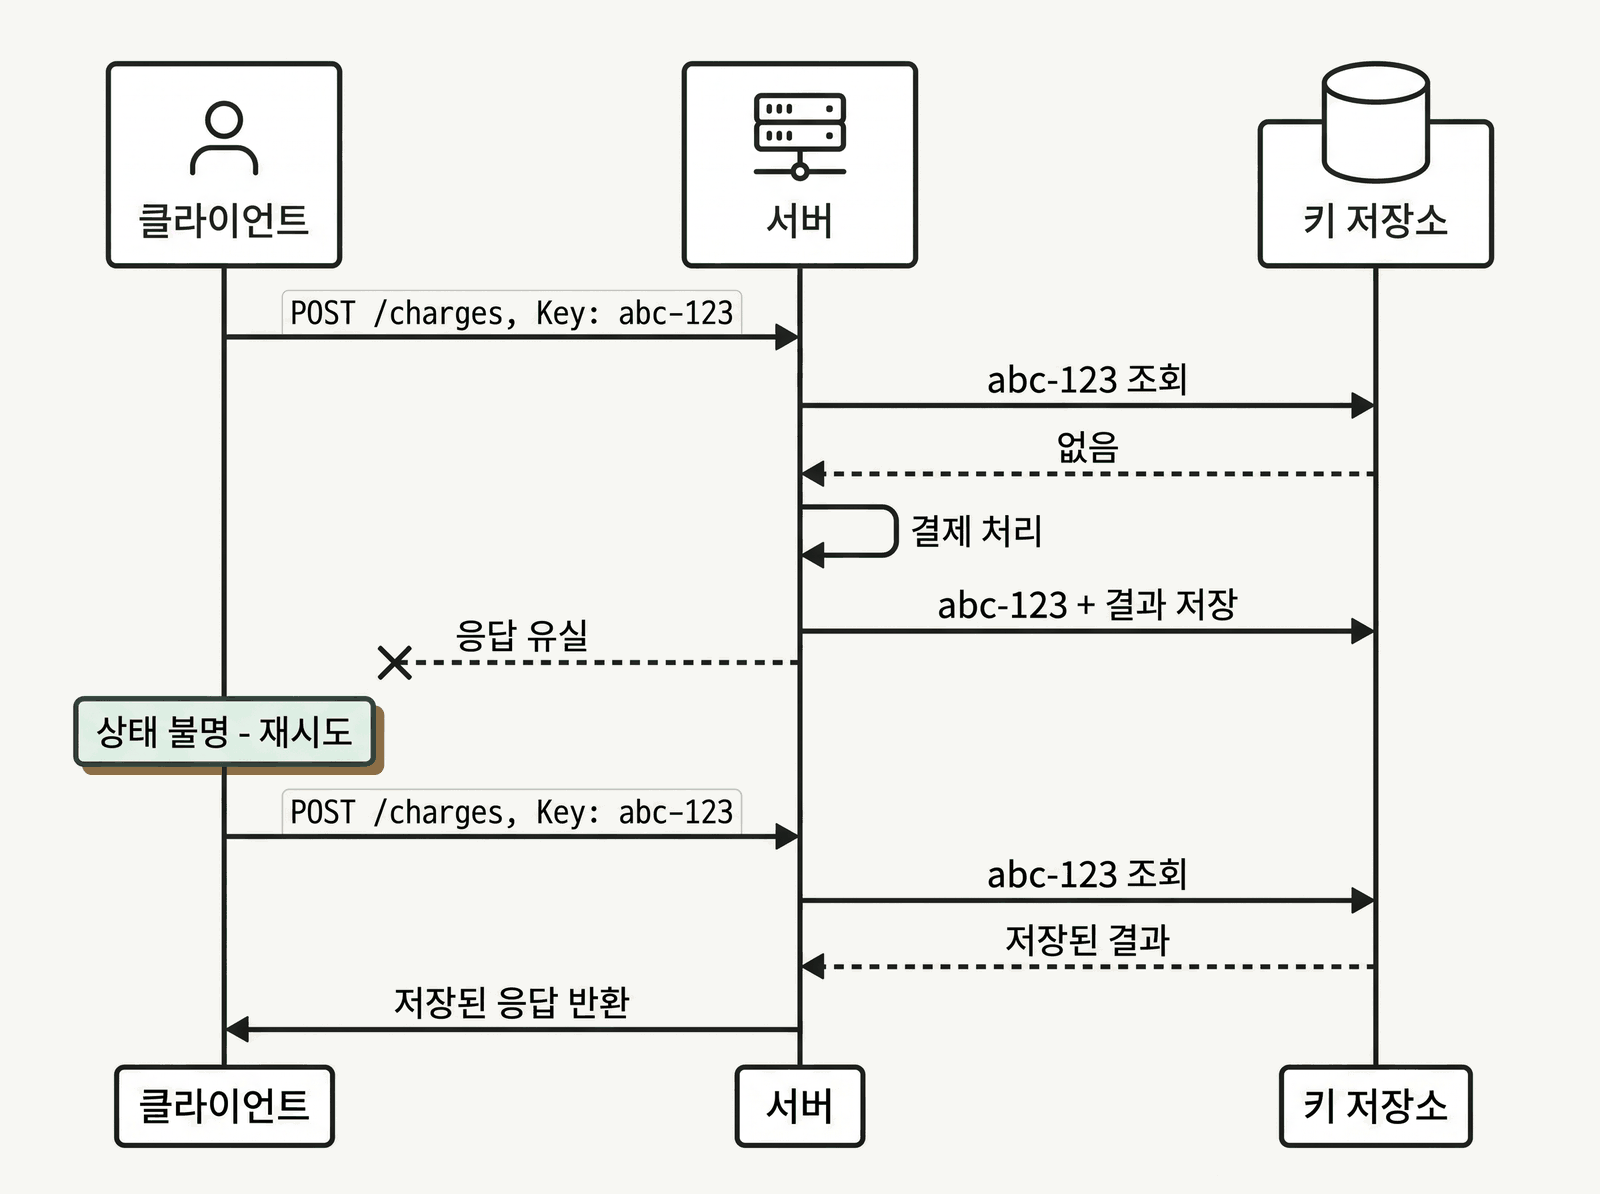 클라이언트
서버
키 저장소
POST /charges, Key: abc-123
abc-123 조회
없음
결제 처리
abc-123 + 결과 저장
응답 유실
상태 불명 - 재시도
POST /charges, Key: abc-123
abc-123 조회
저장된 결과
저장된 응답 반환
클라이언트
서버
키 저장소